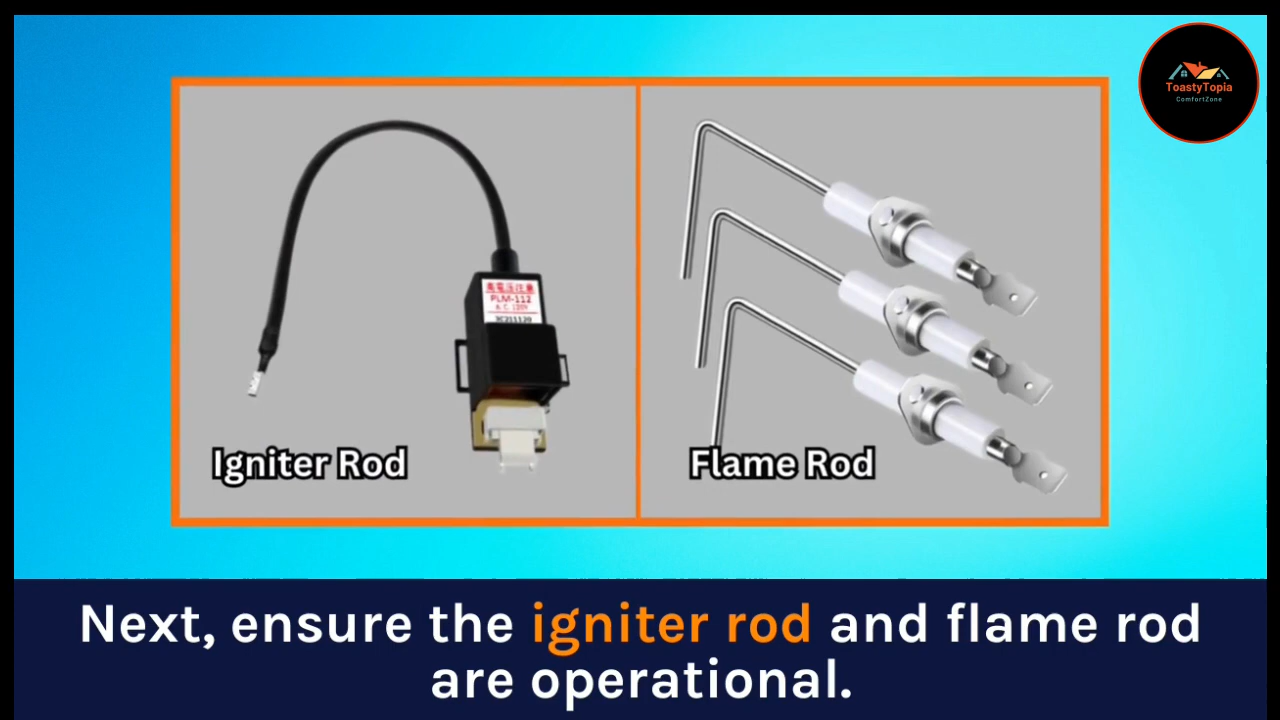 ToastyTopia
ComfortZone
PLM-112
Igniter Rod
Flame Rod
Next, ensure the igniter rod and flame rod
are operational.